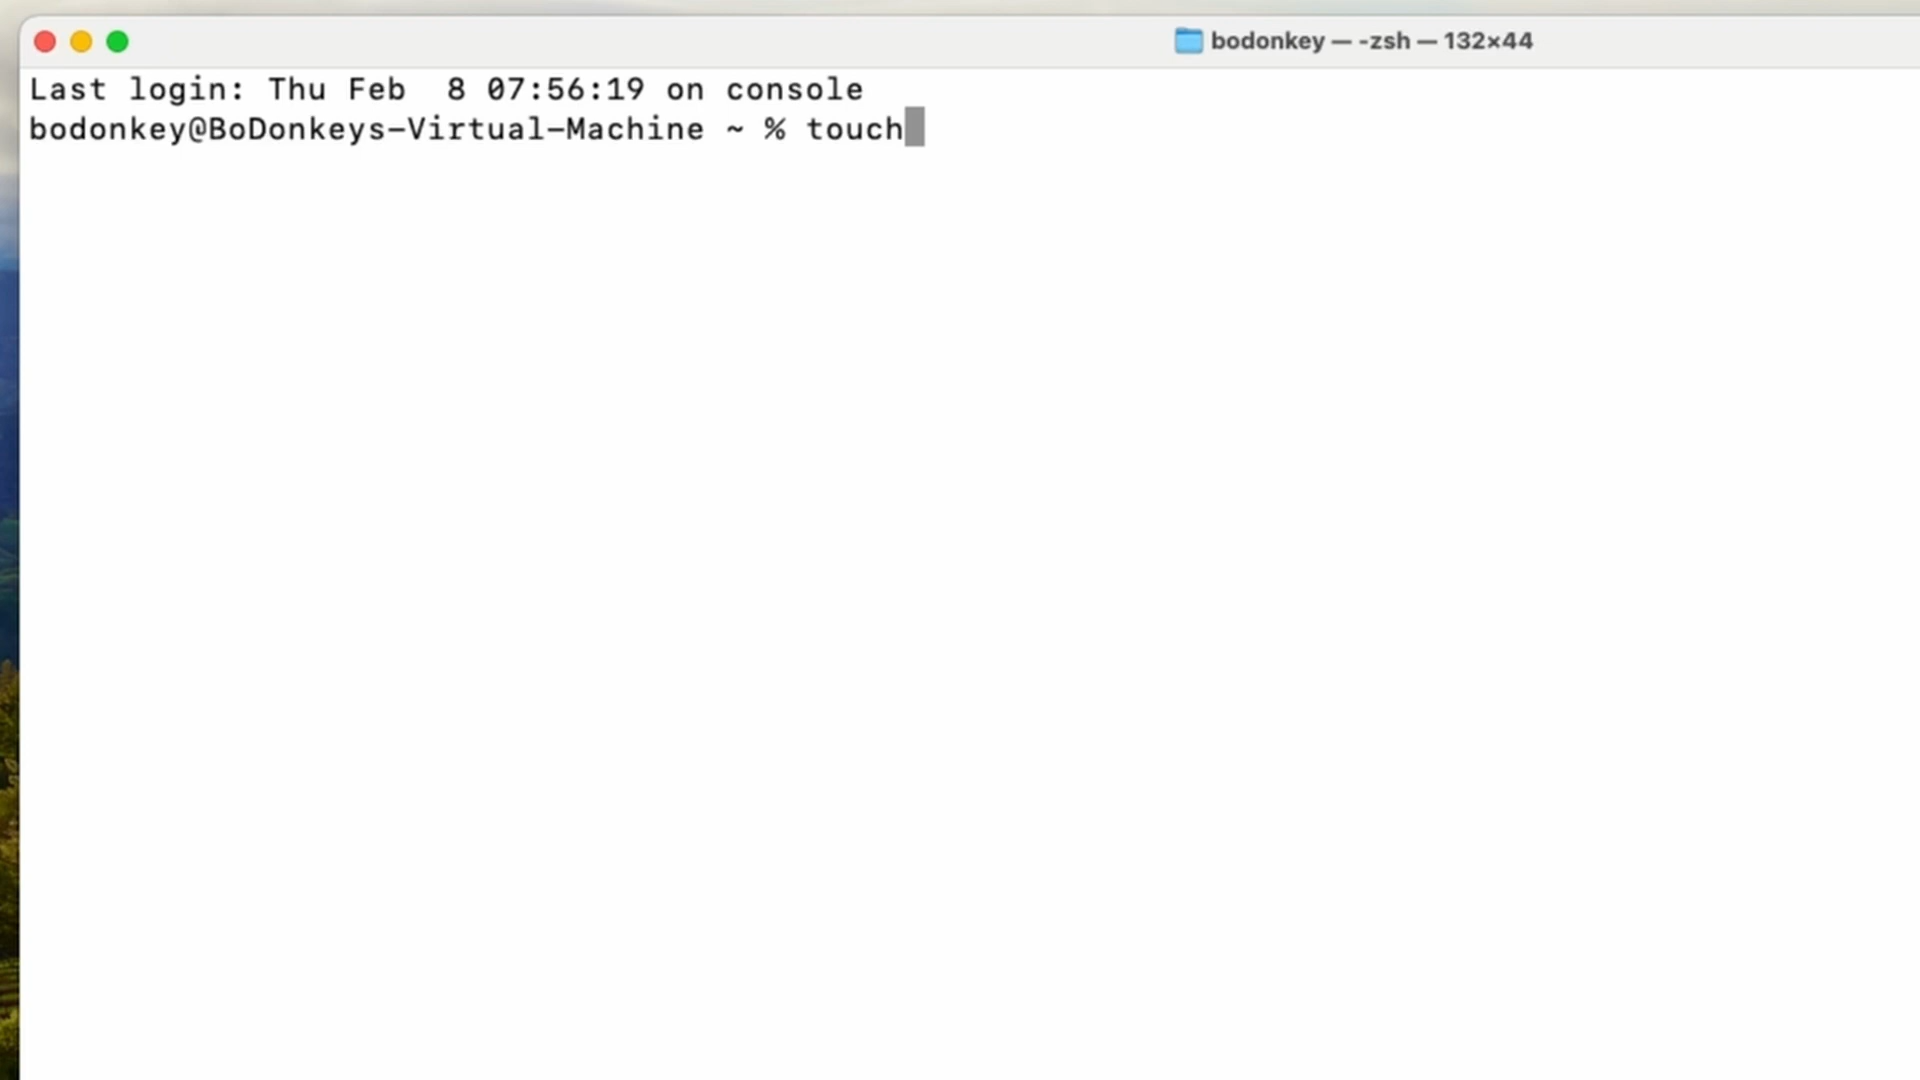 bodonkey — -zsh — 132×44
Last login: Thu Feb  8 07:56:19 on console
bodonkey@BoDonkeys-Virtual-Machine ~ % touch